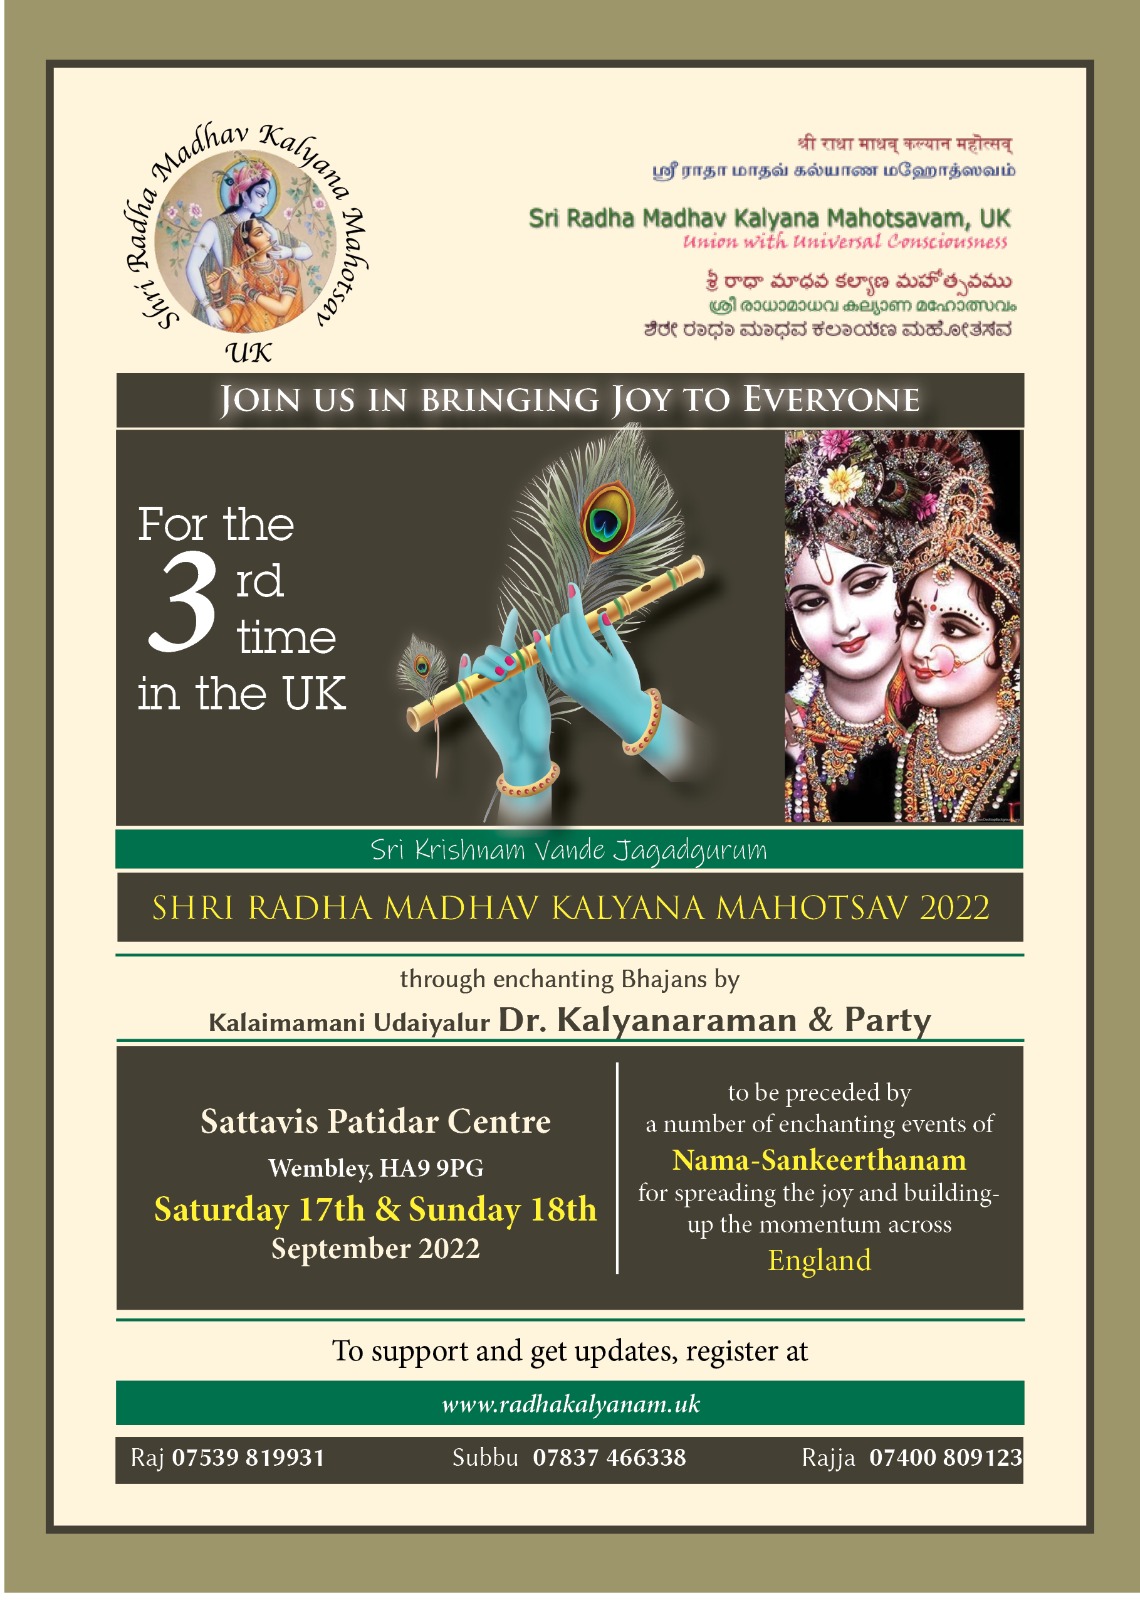 Shri Radha Madhav Kalyana Mahotsav
UK
श्री राधा माधव् कल्यान महोत्सव्
ஸ்ரீ ராதா மாதவ் கல்யாண மஹோத்ஸவம்
Sri Radha Madhav Kalyana Mahotsavam, UK
Union with Universal Consciousness
శ్రీ రాధా మాధవ కల్యాణ మహోత్సవము
ശ്രീ രാധാമാധവ കല്യാണ മഹോത്സവം
ಶಿರೀ ರಾಧಾ ಮಾಧವ ಕಲಾಯಣ ಮಹೋತಸವ
JOIN US IN BRINGING JOY TO EVERYONE
For the
3 rd
time
in the UK
Sri Krishnam Vande Jagadgurum
SHRI RADHA MADHAV KALYANA MAHOTSAV 2022
through enchanting Bhajans by
Kalaimamani Udaiyalur Dr. Kalyanaraman & Party
Sattavis Patidar Centre
Wembley, HA9 9PG
Saturday 17th & Sunday 18th
September 2022
to be preceded by
a number of enchanting events of
Nama-Sankeerthanam
for spreading the joy and building-
up the momentum across
England
To support and get updates, register at
www.radhakalyanam.uk
Raj 07539 819931 Subbu 07837 466338 Rajja 07400 809123